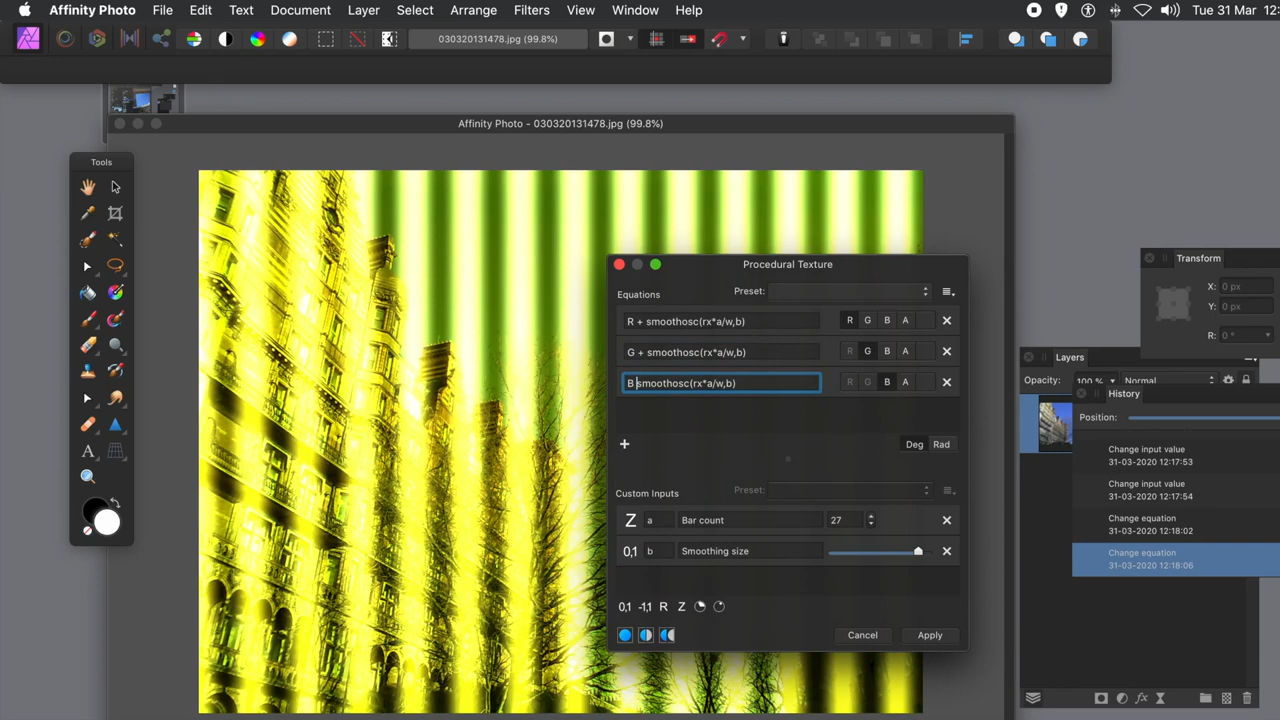 Affinity Photo File Edit Text Document Layer Select Arrange Filters View Window Help Tue 31 Mar 12:
030320131478.jpg (99.8%)
Affinity Photo - 030320131478.jpg (99.8%)
Tools
Procedural Texture
Equations Preset:
R + smoothosc(rx*a/w,b) R G B A
G + smoothosc(rx*a/w,b) R G B A
B smoothosc(rx*a/w,b) R G B A
Deg Rad
Custom Inputs Preset:
Z a Bar count 27
0,1 b Smoothing size
0,1 -1,1 R Z
Cancel Apply
Transform
X: 0 px
Y: 0 px
R: 0 °
Layers
Opacity: 100 % Normal
History
Position:
Change input value
31-03-2020 12:17:53
Change input value
31-03-2020 12:17:54
Change equation
31-03-2020 12:18:02
Change equation
31-03-2020 12:18:06